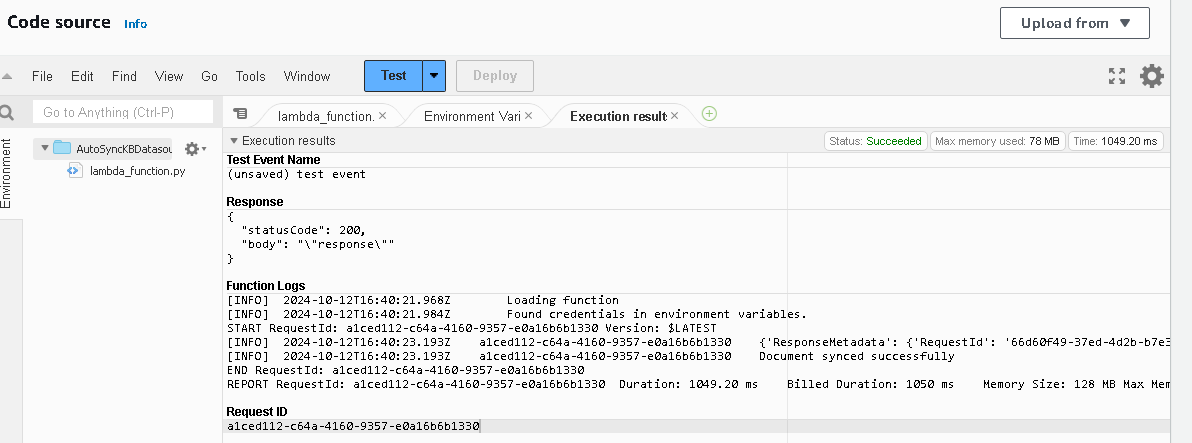 Code source Info
Upload from
File Edit Find View Go Tools Window Test Deploy
Go to Anything (Ctrl-P)
lambda_function. × Environment Vari × Execution result ×
Environment
AutoSyncKBDatasou
lambda_function.py
Execution results Status: Succeeded Max memory used: 78 MB Time: 1049.20 ms
Test Event Name
(unsaved) test event
Response
{
"statusCode": 200,
"body": "\"response\""
}
Function Logs
[INFO] 2024-10-12T16:40:21.968Z Loading function
[INFO] 2024-10-12T16:40:21.984Z Found credentials in environment variables.
START RequestId: a1ced112-c64a-4160-9357-e0a16b6b1330 Version: $LATEST
[INFO] 2024-10-12T16:40:23.193Z a1ced112-c64a-4160-9357-e0a16b6b1330 {'ResponseMetadata': {'RequestId': '66d60f49-37ed-4d2b-b7e3
[INFO] 2024-10-12T16:40:23.193Z a1ced112-c64a-4160-9357-e0a16b6b1330 Document synced successfully
END RequestId: a1ced112-c64a-4160-9357-e0a16b6b1330
REPORT RequestId: a1ced112-c64a-4160-9357-e0a16b6b1330 Duration: 1049.20 ms Billed Duration: 1050 ms Memory Size: 128 MB Max Mem
Request ID
a1ced112-c64a-4160-9357-e0a16b6b1330